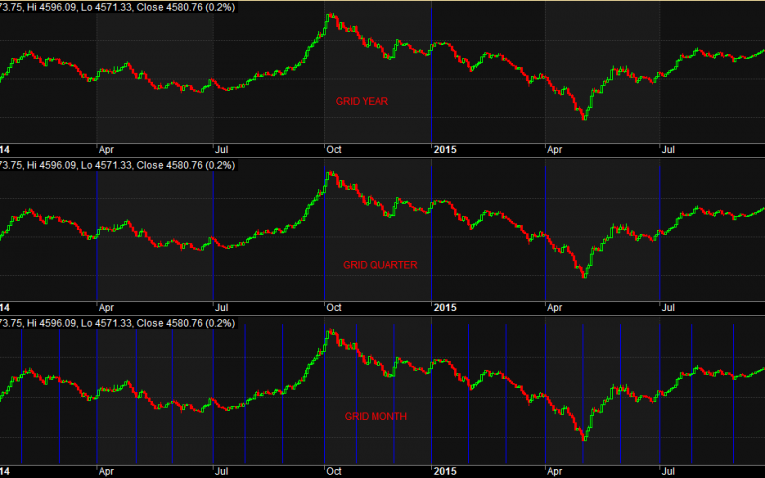 73.75, Hi 4596.09, Lo 4571.33, Close 4580.76 (0.2%)
GRID YEAR
14 Apr Jul Oct 2015 Apr Jul
73.75, Hi 4596.09, Lo 4571.33, Close 4580.76 (0.2%)
GRID QUARTER
14 Apr Jul Oct 2015 Apr Jul
73.75, Hi 4596.09, Lo 4571.33, Close 4580.76 (0.2%)
GRID MONTH
14 Apr Jul Oct 2015 Apr Jul